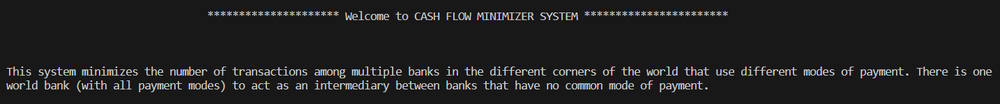 ********************* Welcome to CASH FLOW MINIMIZER SYSTEM ***********************
This system minimizes the number of transactions among multiple banks in the different corners of the world that use different modes of payment. There is one
world bank (with all payment modes) to act as an intermediary between banks that have no common mode of payment.